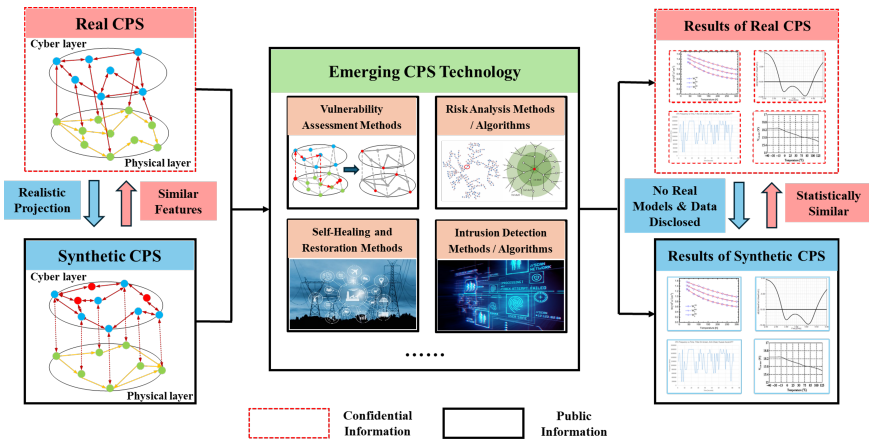 Real CPS
Cyber layer
Physical layer
Realistic
Projection
Similar
Features
Synthetic CPS
Cyber layer
Physical layer
Emerging CPS Technology
Vulnerability
Assessment Methods
Risk Analysis Methods
/ Algorithms
Self-Healing and
Restoration Methods
Intrusion Detection
Methods / Algorithms
......
Results of Real CPS
No Real
Models & Data
Disclosed
Statistically
Similar
Results of Synthetic CPS
Confidential
Information
Public
Information